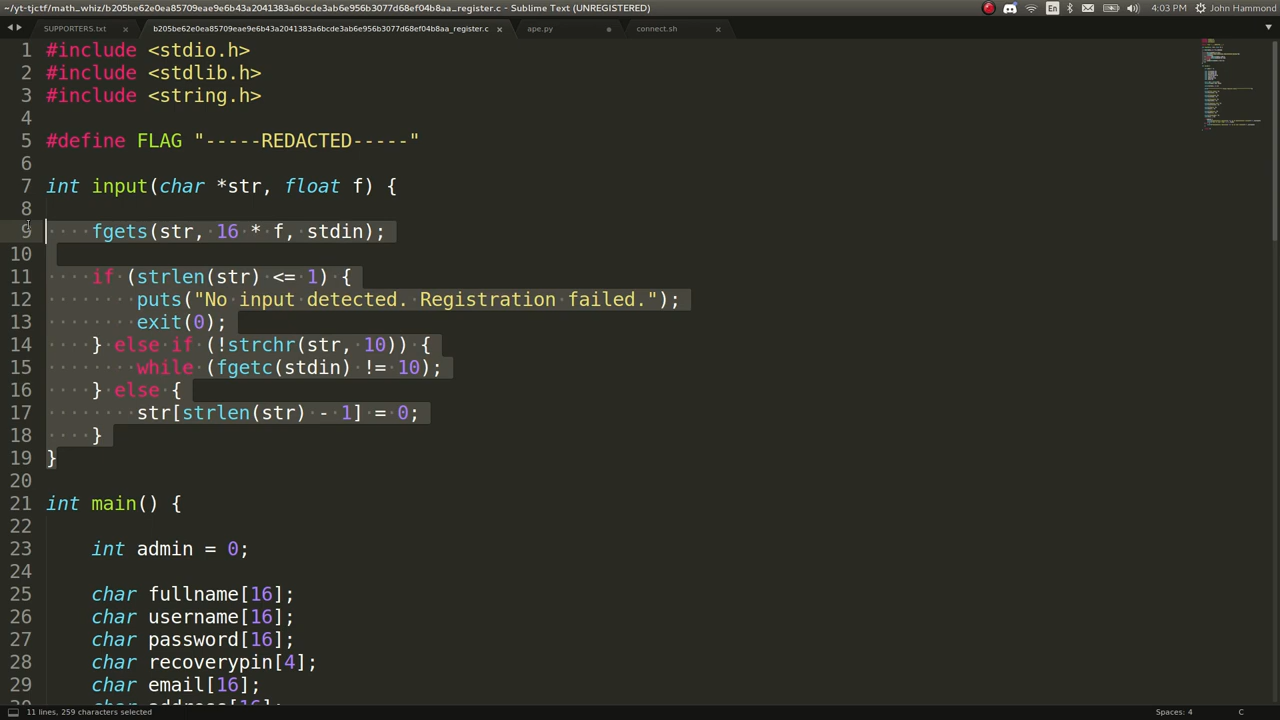 ~/yt-tjctf/math_whiz/b205be62e0ea85709eae9e6b43a2041383a6bcde3a6bcb356b3077d68ef04b8aa_register.c - Sublime Text (UNREGISTERED)
En
4:03 PM
John Hammond
SUPPORTERS.txt
ape.py
connect.sh
1 #include <stdio.h>
2 #include <stdlib.h>
3 #include <string.h>
4
5 #define FLAG "-----REDACTED-----"
6
7 int input(char *str, float f) {
8
9 fgets(str, 16 * f, stdin);
10
11 if (strlen(str) <= 1) {
12 puts("No input detected. Registration failed.");
13 exit(0);
14 } else if (!strchr(str, 10)) {
15 while (fgetc(stdin) != 10);
16 } else {
17 str[strlen(str) - 1] = 0;
18 }
19 }
20
21 int main() {
22
23 int admin = 0;
24
25 char fullname[16];
26 char username[16];
27 char password[16];
28 char recoverypin[4];
29 char email[16];
11 lines, 259 characters selected
Spaces: 4
C